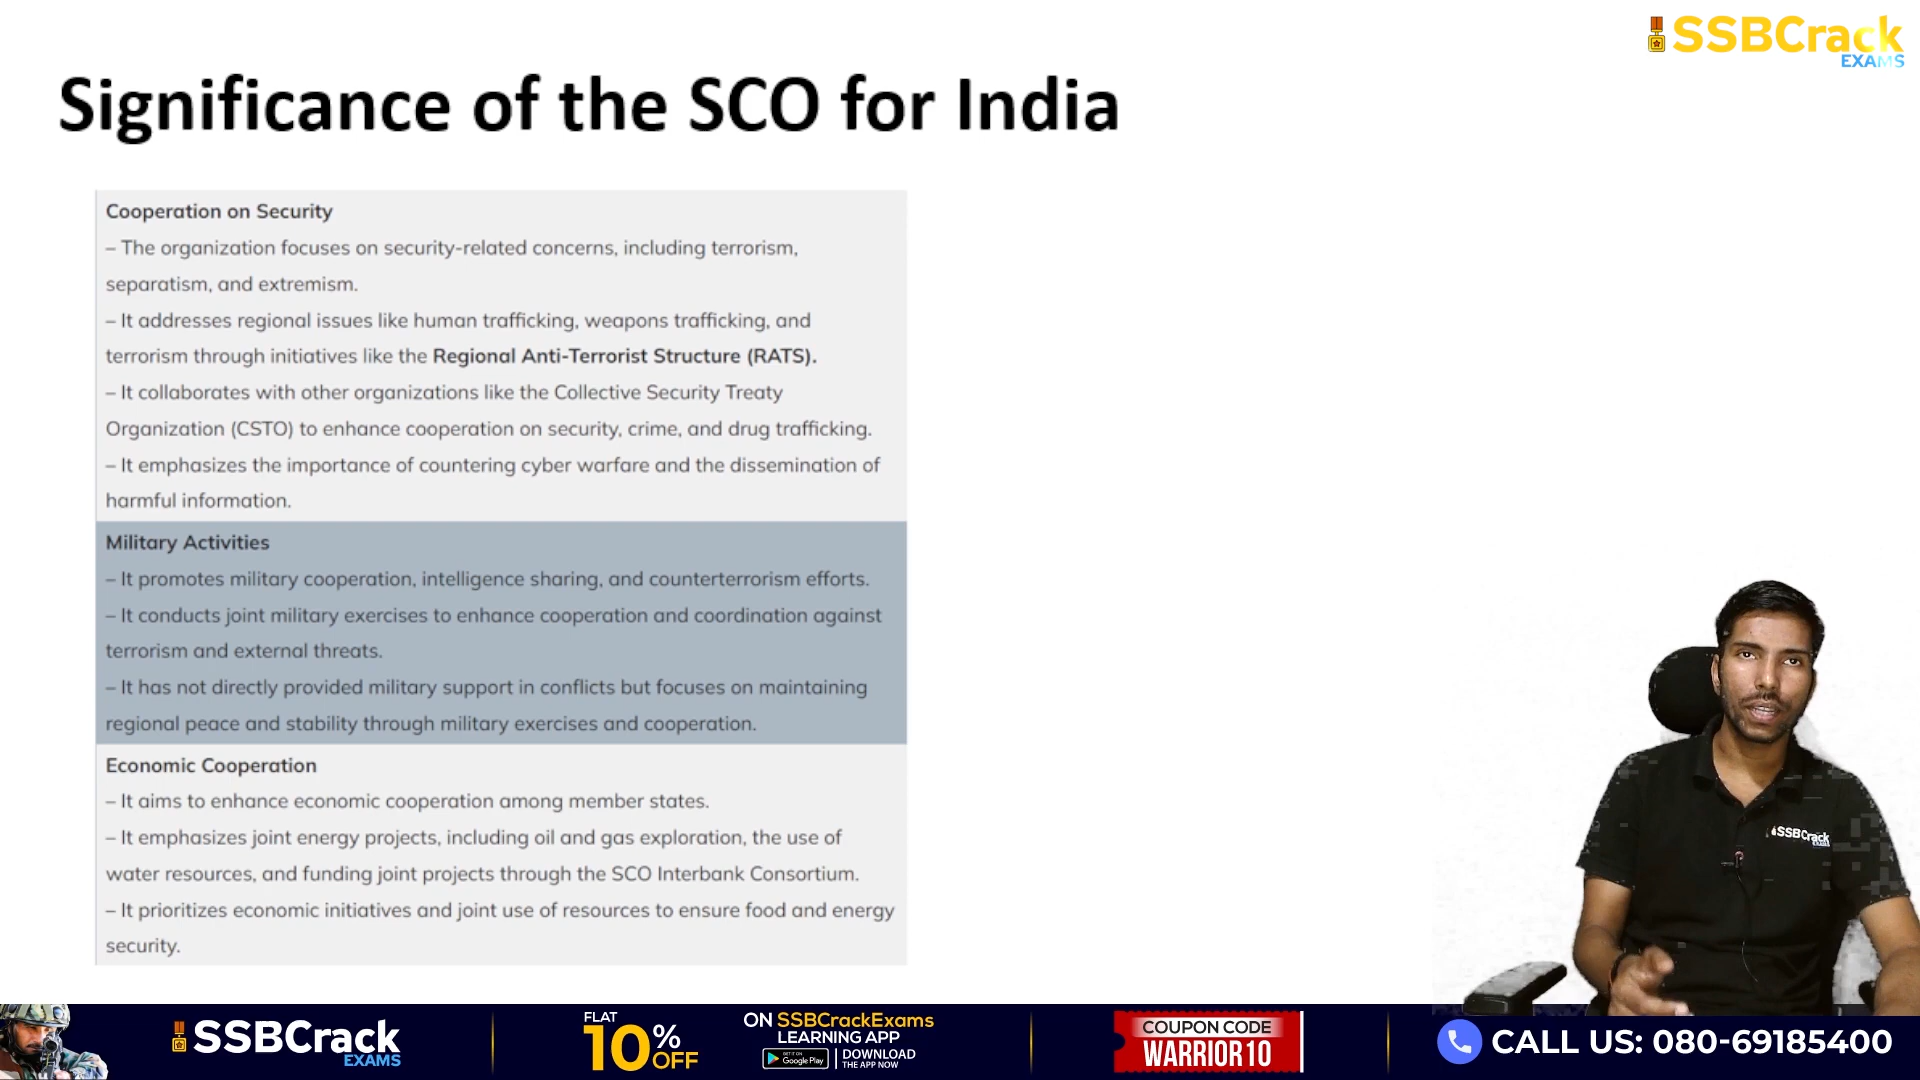 SSBCrack
EXAMS
Significance of the SCO for India
Cooperation on Security
– The organization focuses on security-related concerns, including terrorism,
separatism, and extremism.
– It addresses regional issues like human trafficking, weapons trafficking, and
terrorism through initiatives like the Regional Anti-Terrorist Structure (RATS).
– It collaborates with other organizations like the Collective Security Treaty
Organization (CSTO) to enhance cooperation on security, crime, and drug trafficking.
– It emphasizes the importance of countering cyber warfare and the dissemination of
harmful information.
Military Activities
– It promotes military cooperation, intelligence sharing, and counterterrorism efforts.
– It conducts joint military exercises to enhance cooperation and coordination against
terrorism and external threats.
– It has not directly provided military support in conflicts but focuses on maintaining
regional peace and stability through military exercises and cooperation.
Economic Cooperation
– It aims to enhance economic cooperation among member states.
– It emphasizes joint energy projects, including oil and gas exploration, the use of
water resources, and funding joint projects through the SCO Interbank Consortium.
– It prioritizes economic initiatives and joint use of resources to ensure food and energy
security.
SSBCrack
EXAMS
SSBCrack
EXAMS
FLAT
10% OFF
ON SSBCrackExams
LEARNING APP
GET IT ON
Google Play
DOWNLOAD
THE APP NOW
COUPON CODE
WARRIOR10
CALL US: 080-69185400